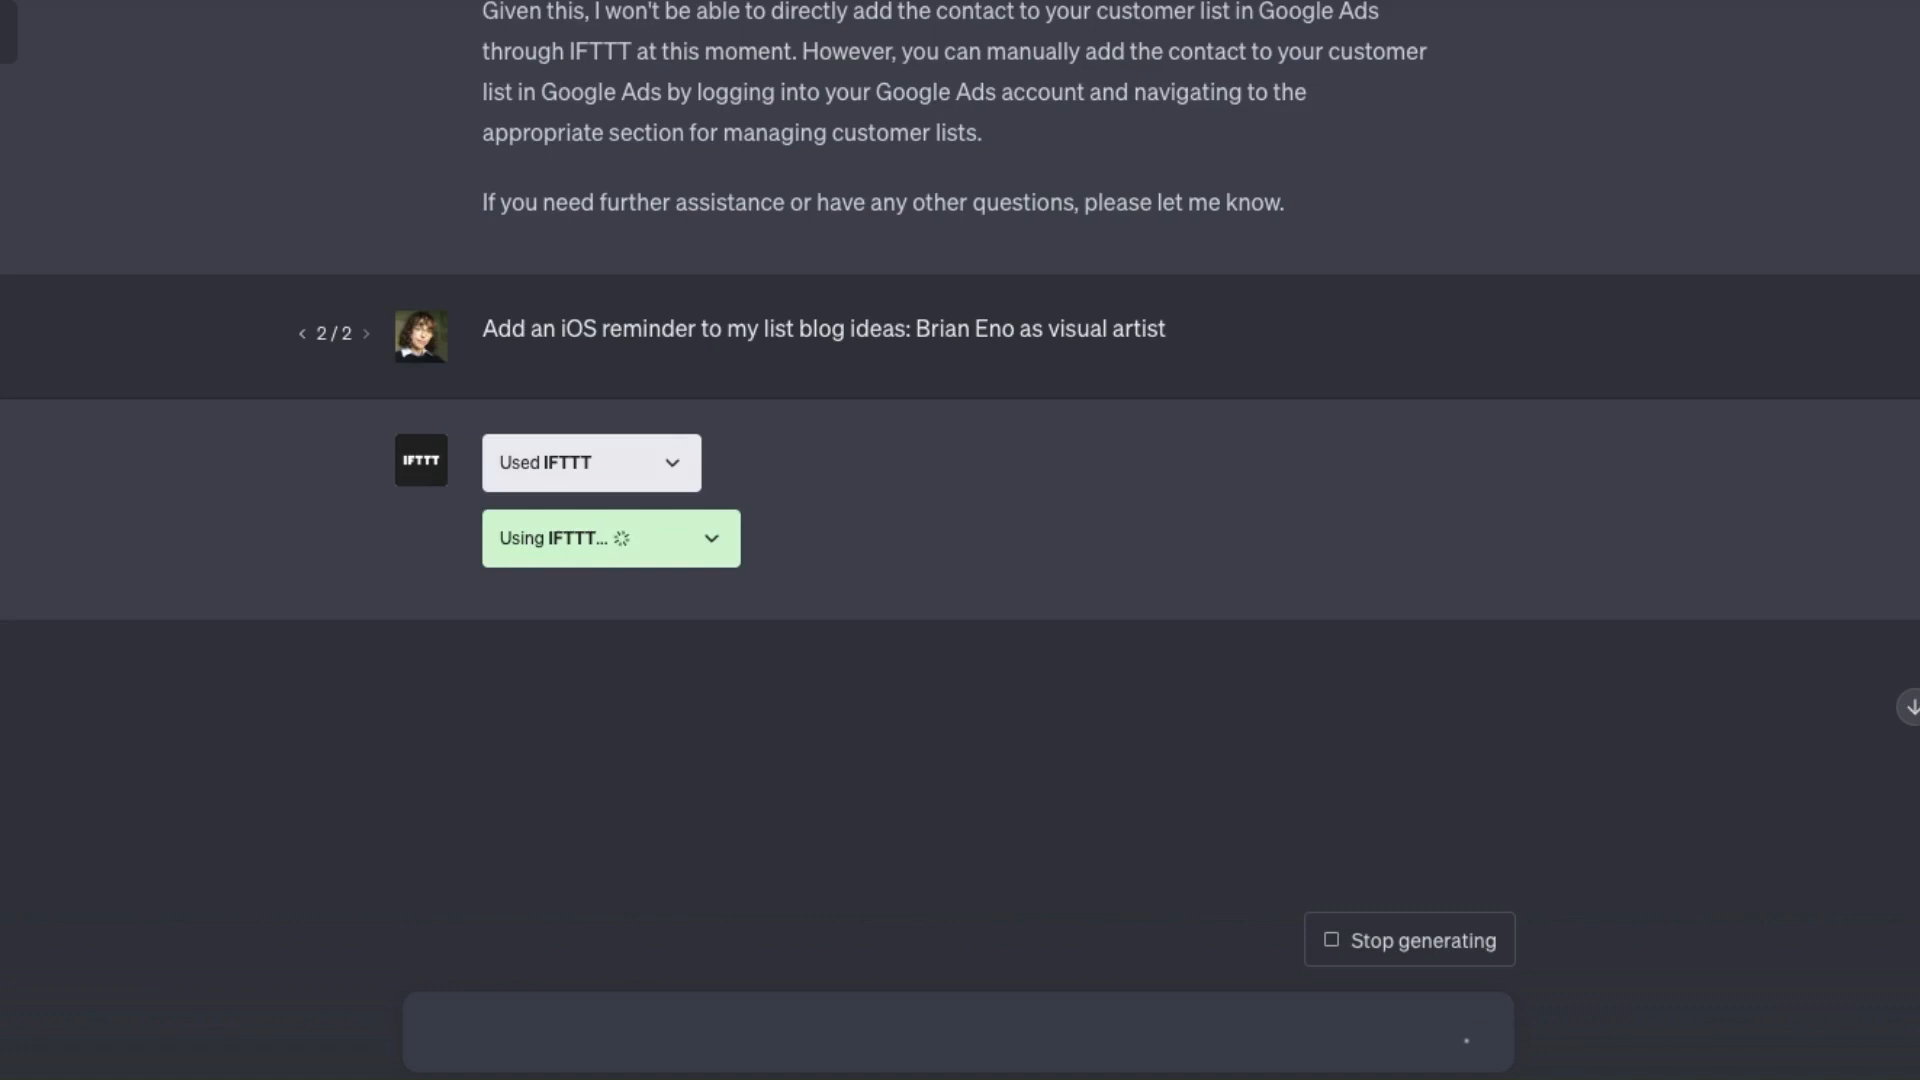 Given this, I won't be able to directly add the contact to your customer list in Google Ads
through IFTTT at this moment. However, you can manually add the contact to your customer
list in Google Ads by logging into your Google Ads account and navigating to the
appropriate section for managing customer lists.
If you need further assistance or have any other questions, please let me know.
< 2 / 2 >
Add an iOS reminder to my list blog ideas: Brian Eno as visual artist
IFTTT
Used IFTTT
Using IFTTT...
Stop generating